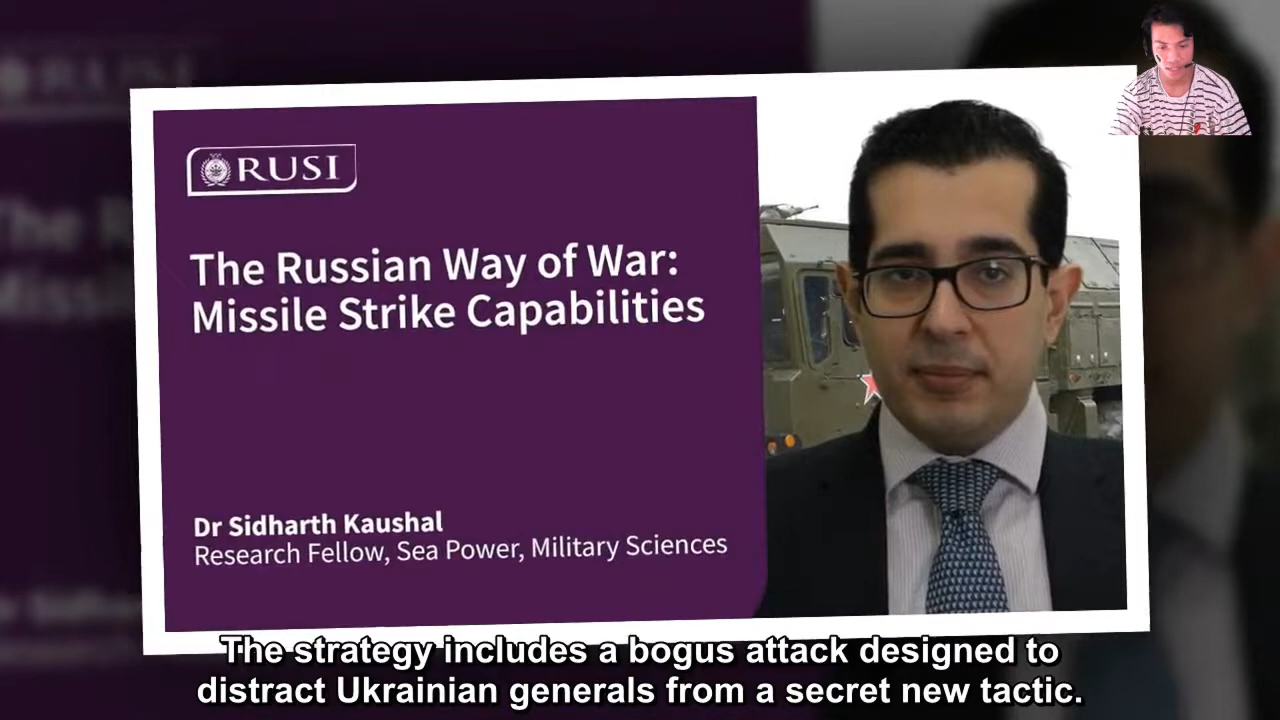 RUSI
The Russian Way of War:
Missile Strike Capabilities
Dr Sidharth Kaushal
Research Fellow, Sea Power, Military Sciences
The strategy includes a bogus attack designed to
distract Ukrainian generals from a secret new tactic.